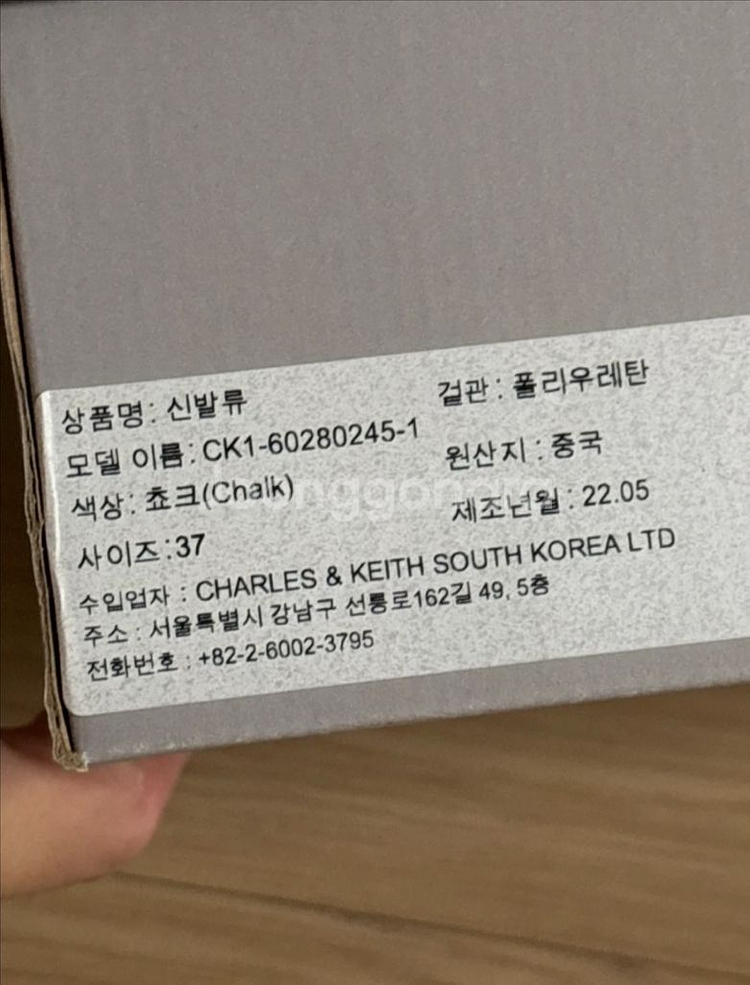 상품명: 신발류
모델 이름: CK1-60280245-1
색상: 쵸크(Chalk)
사이즈:37
겉관: 폴리우레탄
원산지: 중국
제조년월: 22.05
수입업자 : CHARLES & KEITH SOUTH KOREA LTD
주소 : 서울특별시 강남구 선릉로162길 49, 5층
전화번호 : +82-2-6002-3795